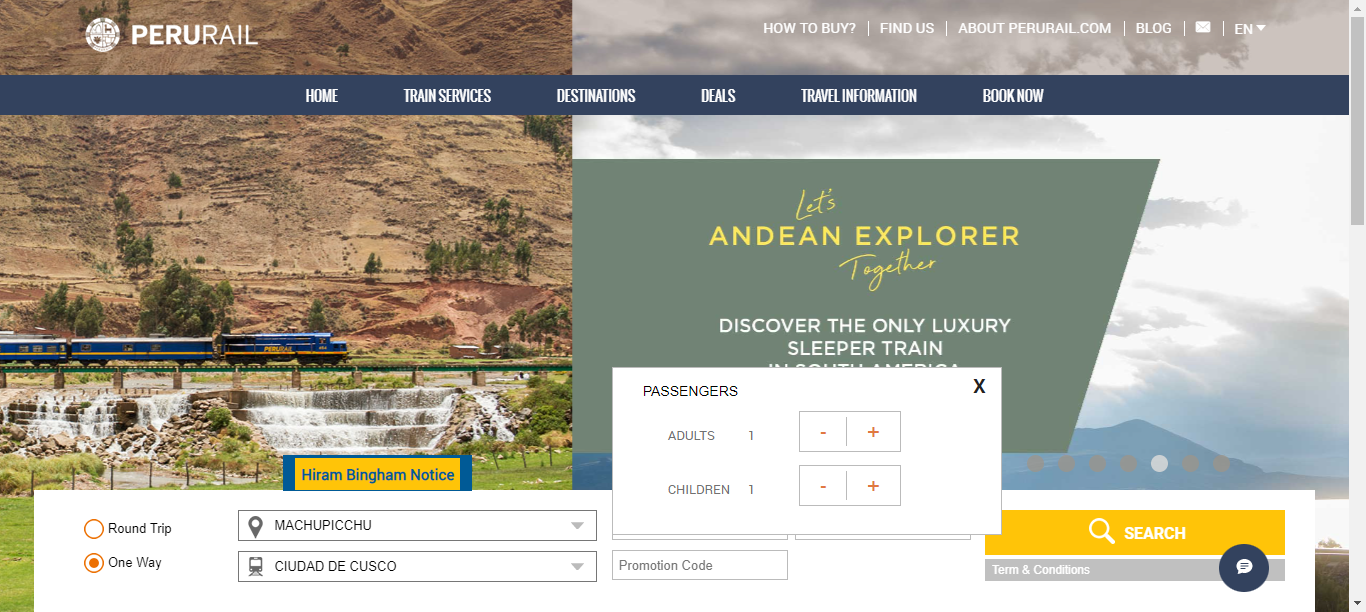 PERURAIL
HOW TO BUY?
FIND US
ABOUT PERURAIL.COM
BLOG
EN
HOME
TRAIN SERVICES
DESTINATIONS
DEALS
TRAVEL INFORMATION
BOOK NOW
Let's
ANDEAN EXPLORER
Together
DISCOVER THE ONLY LUXURY
SLEEPER TRAIN
IN SOUTH AMERICA
PERURAIL
PASSENGERS
X
ADULTS 1 - +
CHILDREN 1 - +
Hiram Bingham Notice
Round Trip
MACHUPICCHU
SEARCH
One Way
CIUDAD DE CUSCO
Promotion Code
Term & Conditions